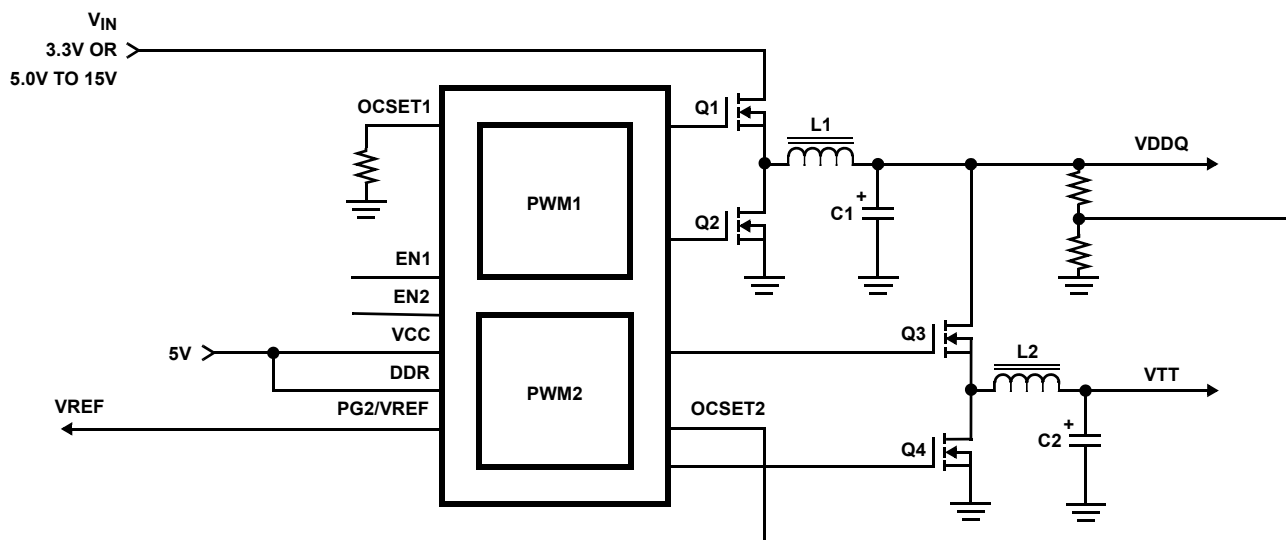 VIN
3.3V OR
5.0V TO 15V
OCSET1
Q1
L1
VDDQ
PWM1
Q2
+
C1
EN1
EN2
VCC
5V
DDR
PG2/VREF
VREF
PWM2
OCSET2
Q3
L2
VTT
Q4
+
C2